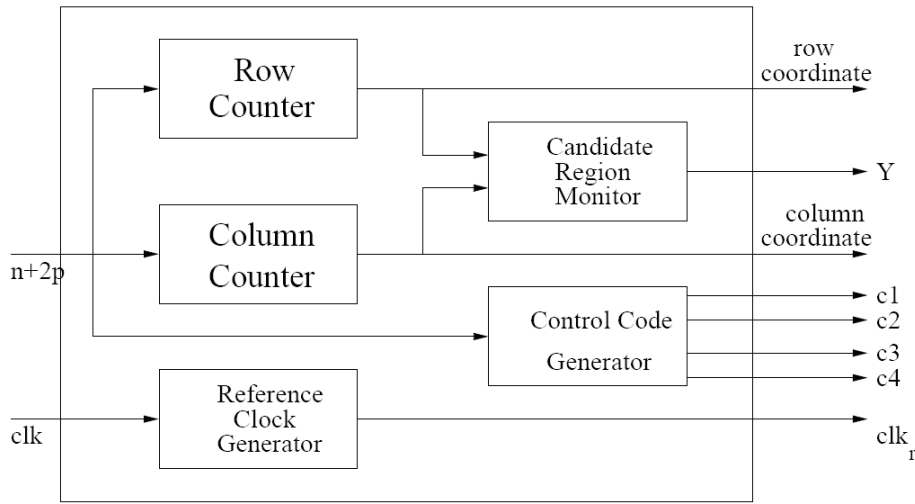 row
coordinate
Row
Counter
Candidate
Region
Monitor
Y
column
coordinate
Column
Counter
n+2p
c1
c2
Control Code
Generator
c3
c4
Reference
Clock
Generator
clk
clk_r